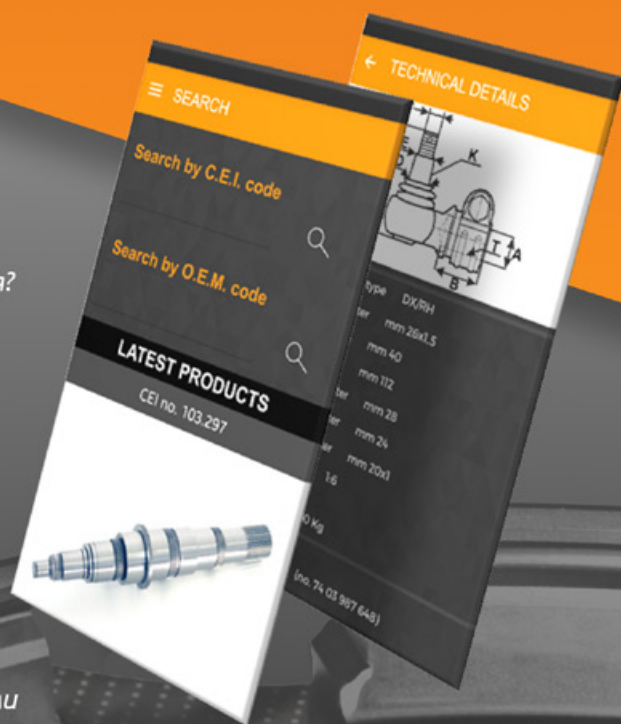 SEARCH
Search by C.E.I. code
Search by O.E.M. code
LATEST PRODUCTS
CEI no. 103.297
TECHNICAL DETAILS
K
T A
B
type DX/RH
mm 26x1.5
mm 40
mm 112
mm 28
mm 24
mm 20x1
1:6
Kg
(no. 74 03 987 648)